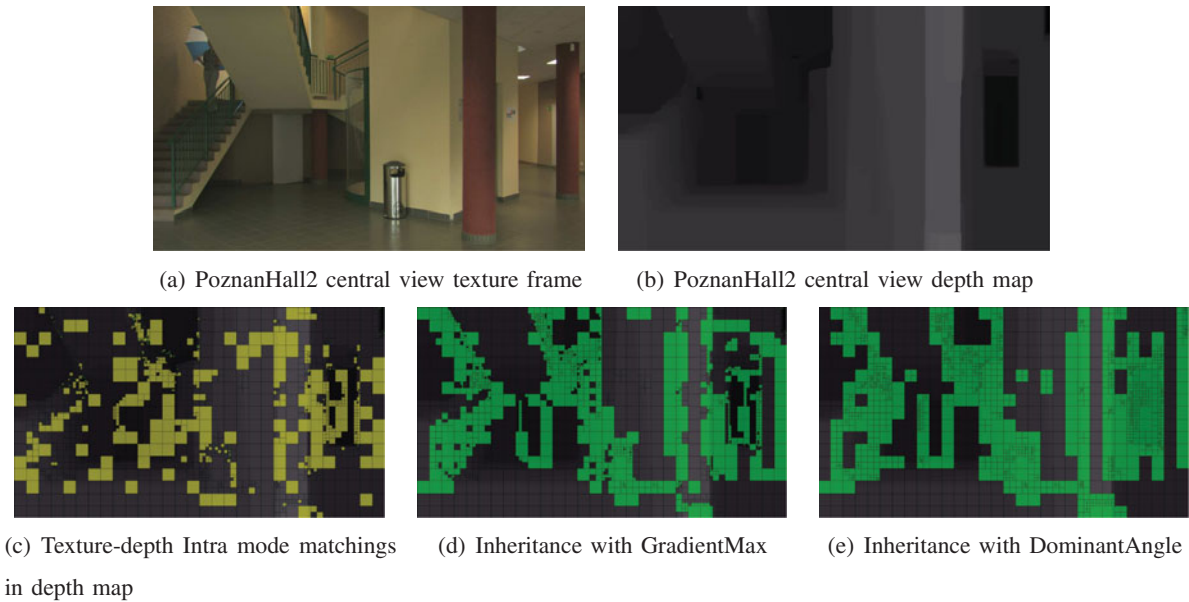 (a) PoznanHall2 central view texture frame
(b) PoznanHall2 central view depth map
(c) Texture-depth Intra mode matchings
in depth map
(d) Inheritance with GradientMax
(e) Inheritance with DominantAngle